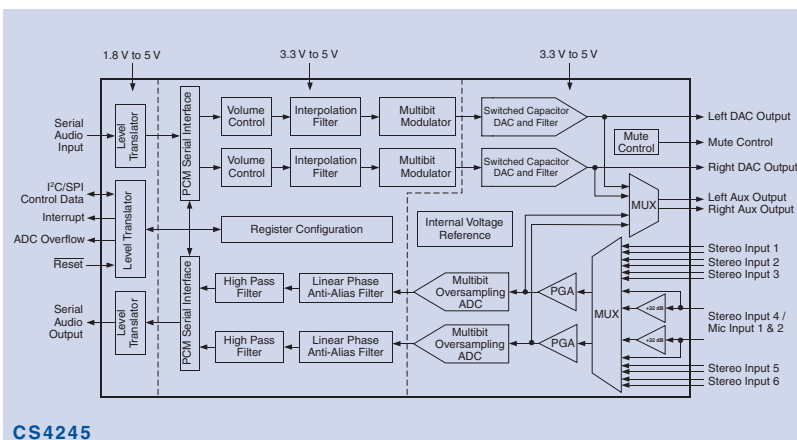 1.8 V to 5 V
3.3 V to 5 V
3.3 V to 5 V
Serial
Audio
Input
Level
Translator
PCM Serial Interface
Volume
Control
Interpolation
Filter
Multibit
Modulator
Switched Capacitor
DAC and Filter
Left DAC Output
Mute
Control
Mute Control
Volume
Control
Interpolation
Filter
Multibit
Modulator
Switched Capacitor
DAC and Filter
Right DAC Output
I²C/SPI
Control Data
Interrupt
ADC Overflow
Reset
Level Translator
Register Configuration
Internal Voltage
Reference
MUX
Left Aux Output
Right Aux Output
Serial
Audio
Output
Level
Translator
PCM Serial Interface
High Pass
Filter
Linear Phase
Anti-Alias Filter
Multibit
Oversampling
ADC
PGA
High Pass
Filter
Linear Phase
Anti-Alias Filter
Multibit
Oversampling
ADC
PGA
MUX
+32 dB
+32 dB
Stereo Input 1
Stereo Input 2
Stereo Input 3
Stereo Input 4 /
Mic Input 1 & 2
Stereo Input 5
Stereo Input 6
CS4245